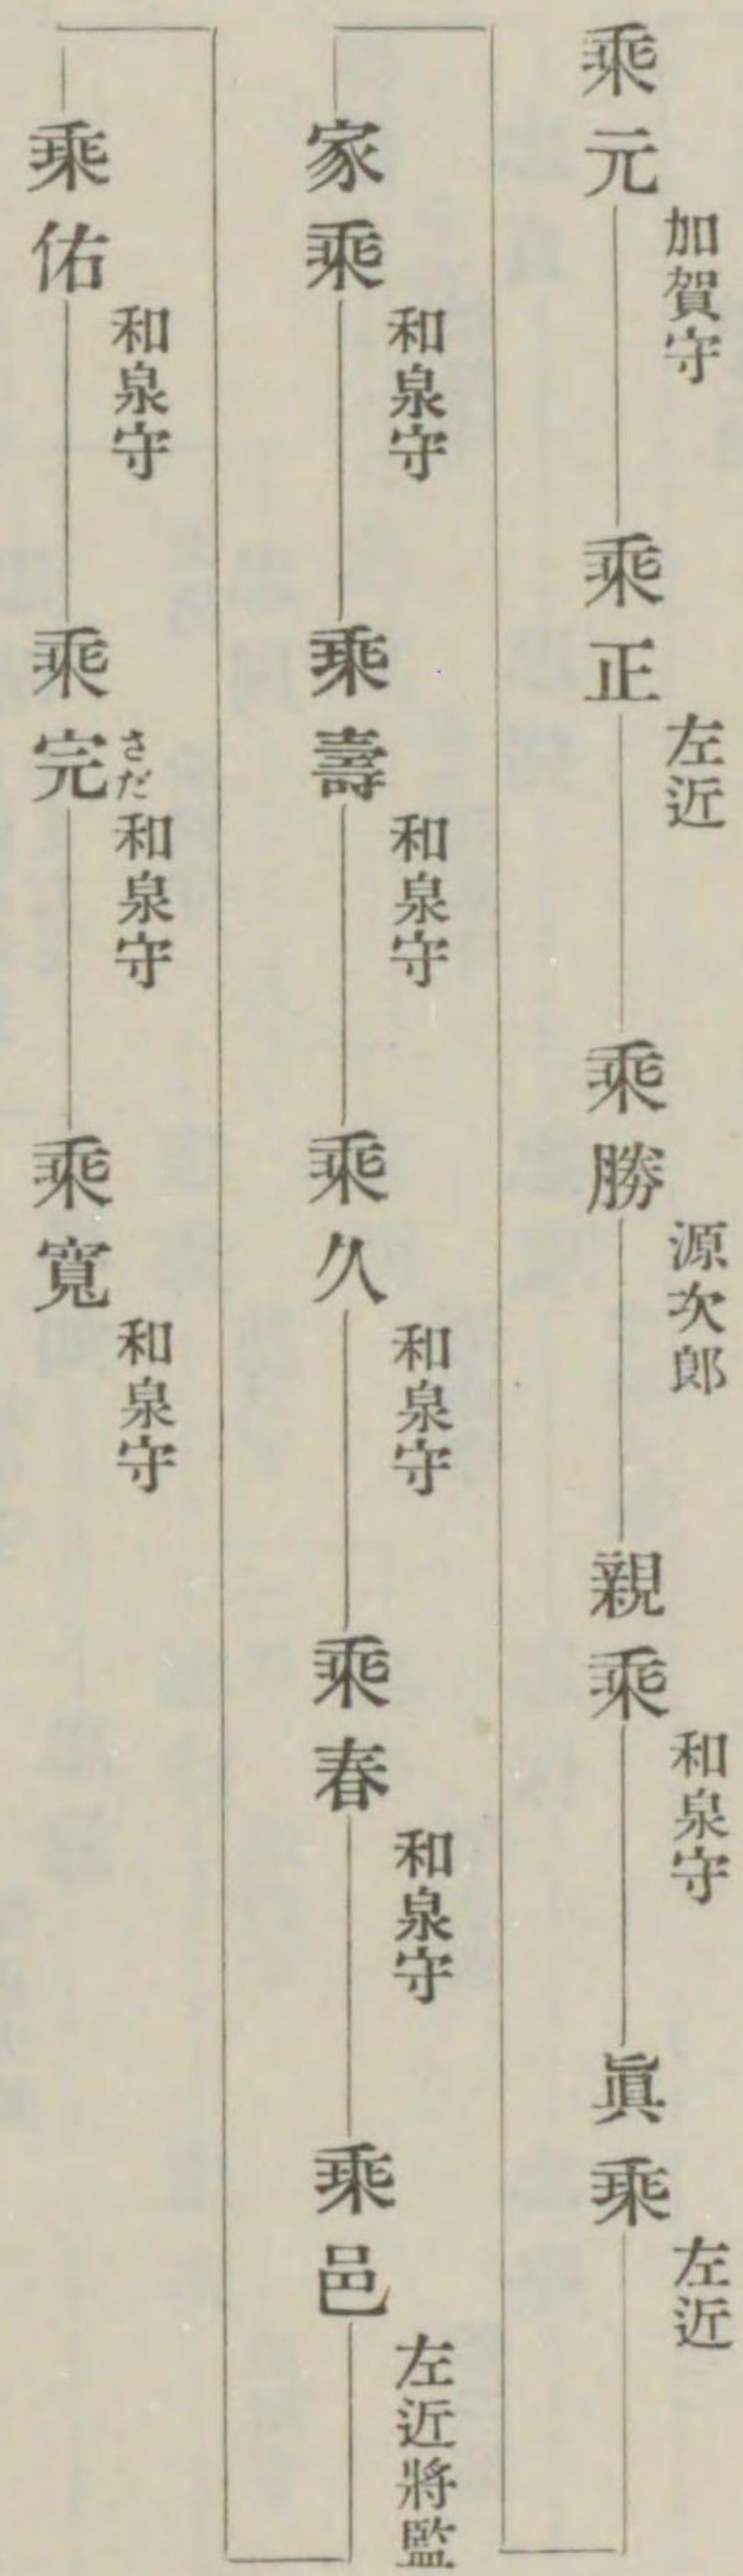 乘元 加賀守
乘正 左近
乘勝 源次郎
親乘 和泉守
眞乘 左近
家乘 和泉守
乘壽 和泉守
乘久 和泉守
乘春 和泉守
乘邑 左近將監
乘佑 和泉守
乘完 さだ 和泉守
乘寬 和泉守